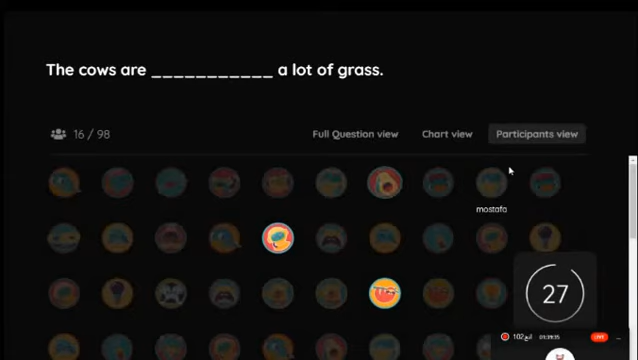 The cows are ___________ a lot of grass.
16 / 98
Full Question view
Chart view
Participants view
mostafa
27